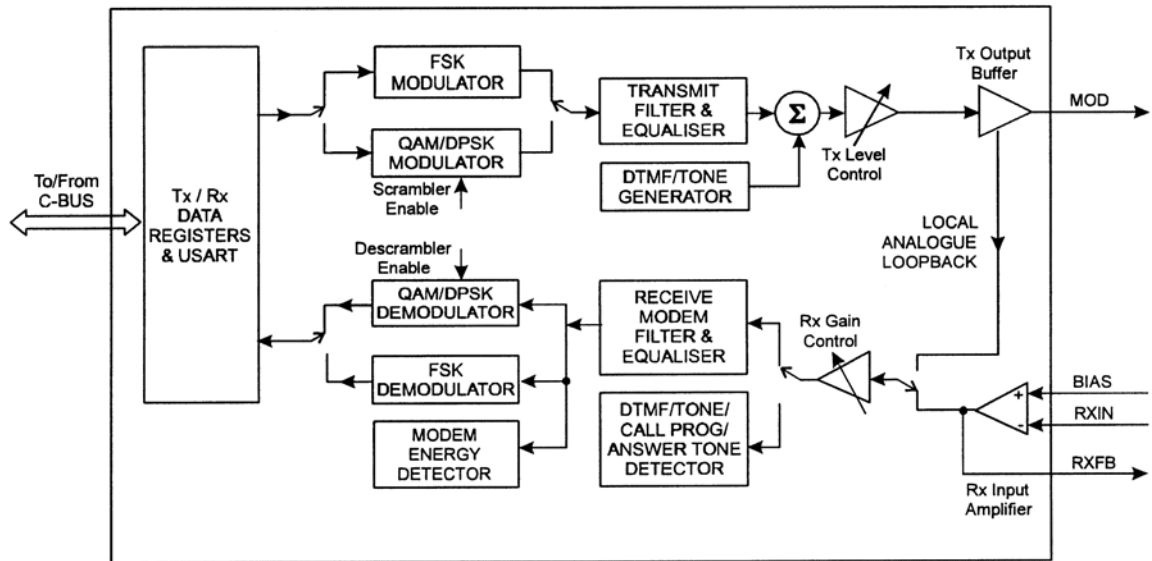 To/From
C-BUS
Tx / Rx
DATA
REGISTERS
& USART
FSK
MODULATOR
QAM/DPSK
MODULATOR
Scrambler
Enable
TRANSMIT
FILTER &
EQUALISER
DTMF/TONE
GENERATOR
Σ
Tx Level
Control
Tx Output
Buffer
MOD
LOCAL
ANALOGUE
LOOPBACK
Descrambler
Enable
QAM/DPSK
DEMODULATOR
FSK
DEMODULATOR
MODEM
ENERGY
DETECTOR
RECEIVE
MODEM
FILTER &
EQUALISER
DTMF/TONE/
CALL PROG/
ANSWER TONE
DETECTOR
Rx Gain
Control
+
-
BIAS
RXIN
RXFB
Rx Input
Amplifier